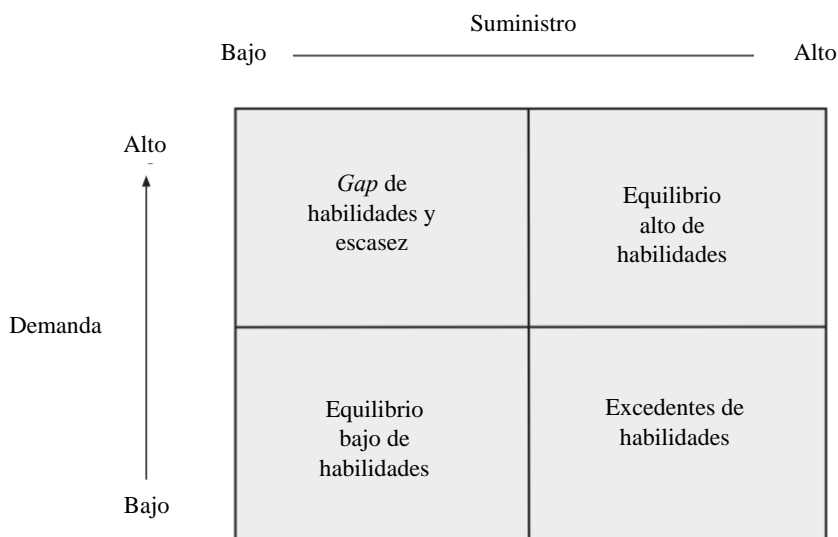 Suministro
Bajo
Alto
Alto
Gap de
habilidades y
escasez
Equilibrio
alto de
habilidades
Demanda
Equilibrio
bajo de
habilidades
Excedentes de
habilidades
Bajo